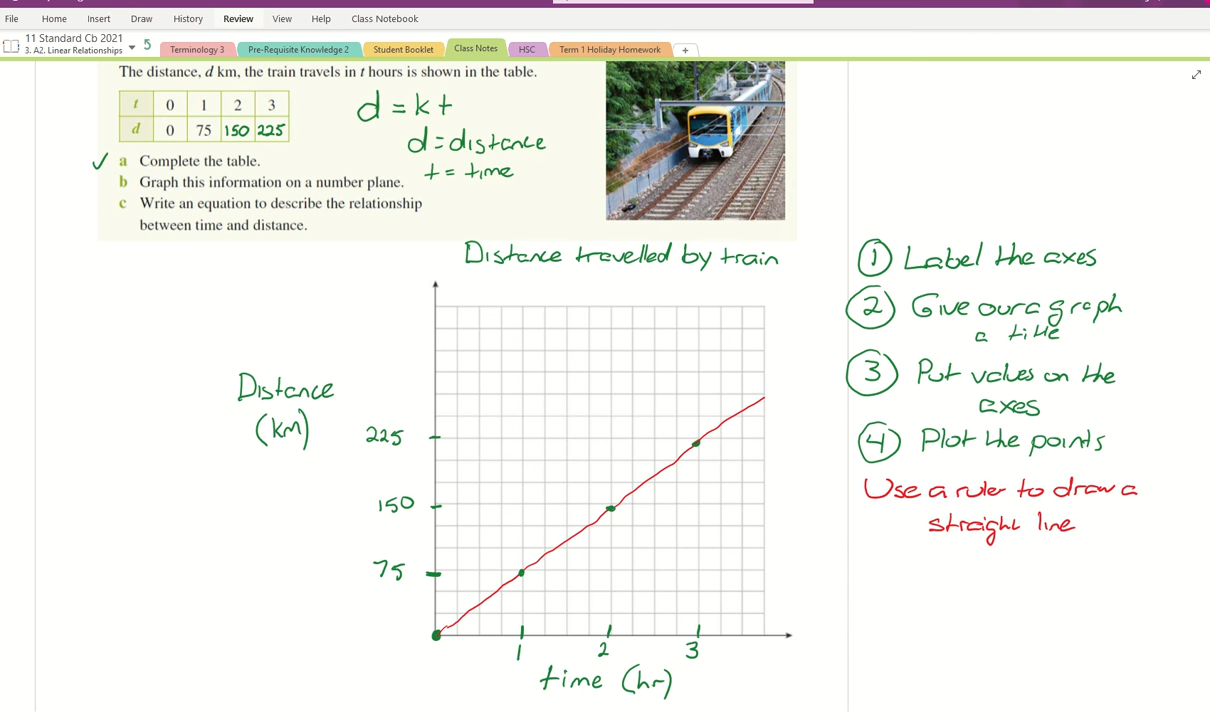 File Home Insert Draw History Review View Help Class Notebook
11 Standard Cb 2021
3. A2. Linear Relationships
5
Terminology 3 Pre-Requisite Knowledge 2 Student Booklet Class Notes HSC Term 1 Holiday Homework +
The distance, d km, the train travels in t hours is shown in the table.
t 0 1 2 3
d 0 75 150 225
d = kt
d = distance
t = time
a Complete the table.
b Graph this information on a number plane.
c Write an equation to describe the relationship
between time and distance.
Distance travelled by train
Distance
(km)
225
150
75
1 2 3
time (hr)
1 Label the axes
2 Give our a graph
a title
3 Put values on the
axes
4 Plot the points
Use a ruler to draw a
straight line